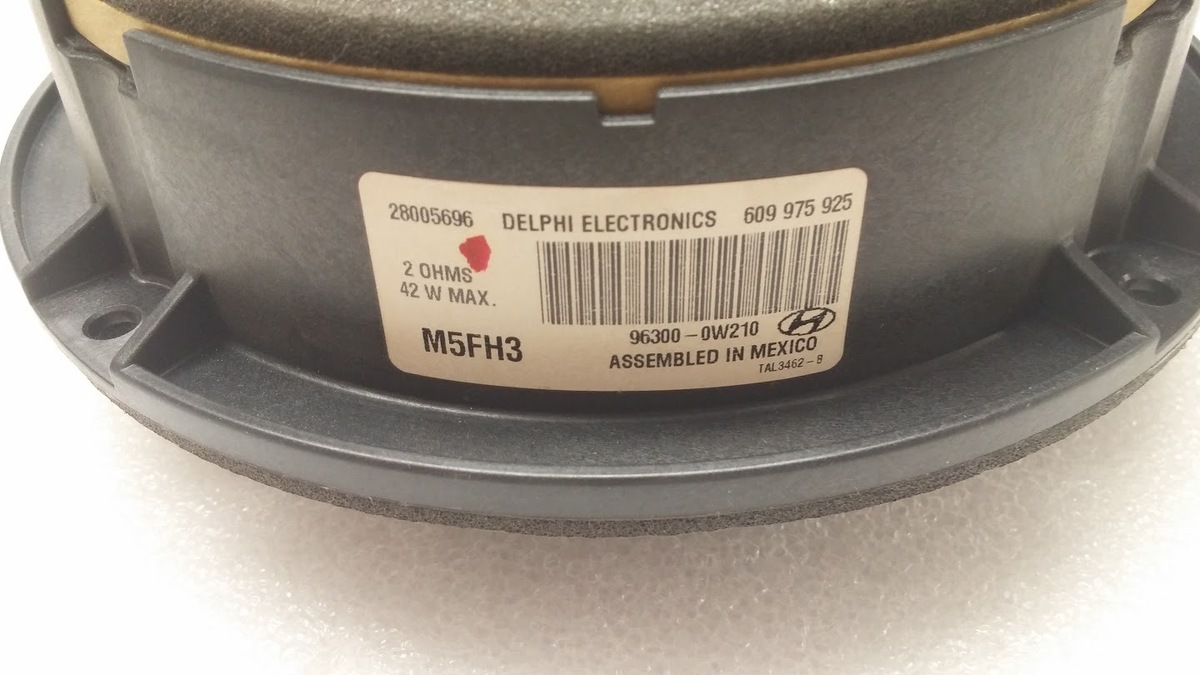 28005696 DELPHI ELECTRONICS 609 975 925
2 OHMS
42 W MAX.
96300-0W210
M5FH3
ASSEMBLED IN MEXICO
TAL3462-B